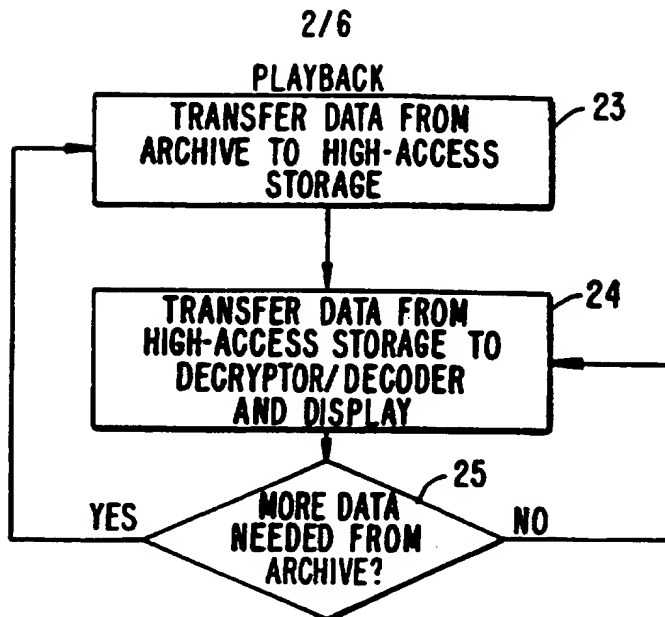 2/6
PLAYBACK
TRANSFER DATA FROM
ARCHIVE TO HIGH-ACCESS
STORAGE
23
TRANSFER DATA FROM
HIGH-ACCESS STORAGE TO
DECRYPTOR/DECODER
AND DISPLAY
24
MORE DATA
NEEDED FROM
ARCHIVE?
25
YES
NO